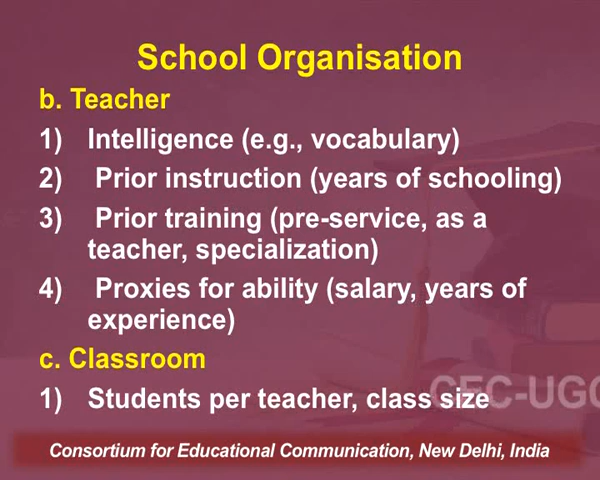 School Organisation
b. Teacher
1) Intelligence (e.g., vocabulary)
2) Prior instruction (years of schooling)
3) Prior training (pre-service, as a
teacher, specialization)
4) Proxies for ability (salary, years of
experience)
c. Classroom
1) Students per teacher, class size
CEC-UGC
Consortium for Educational Communication, New Delhi, India